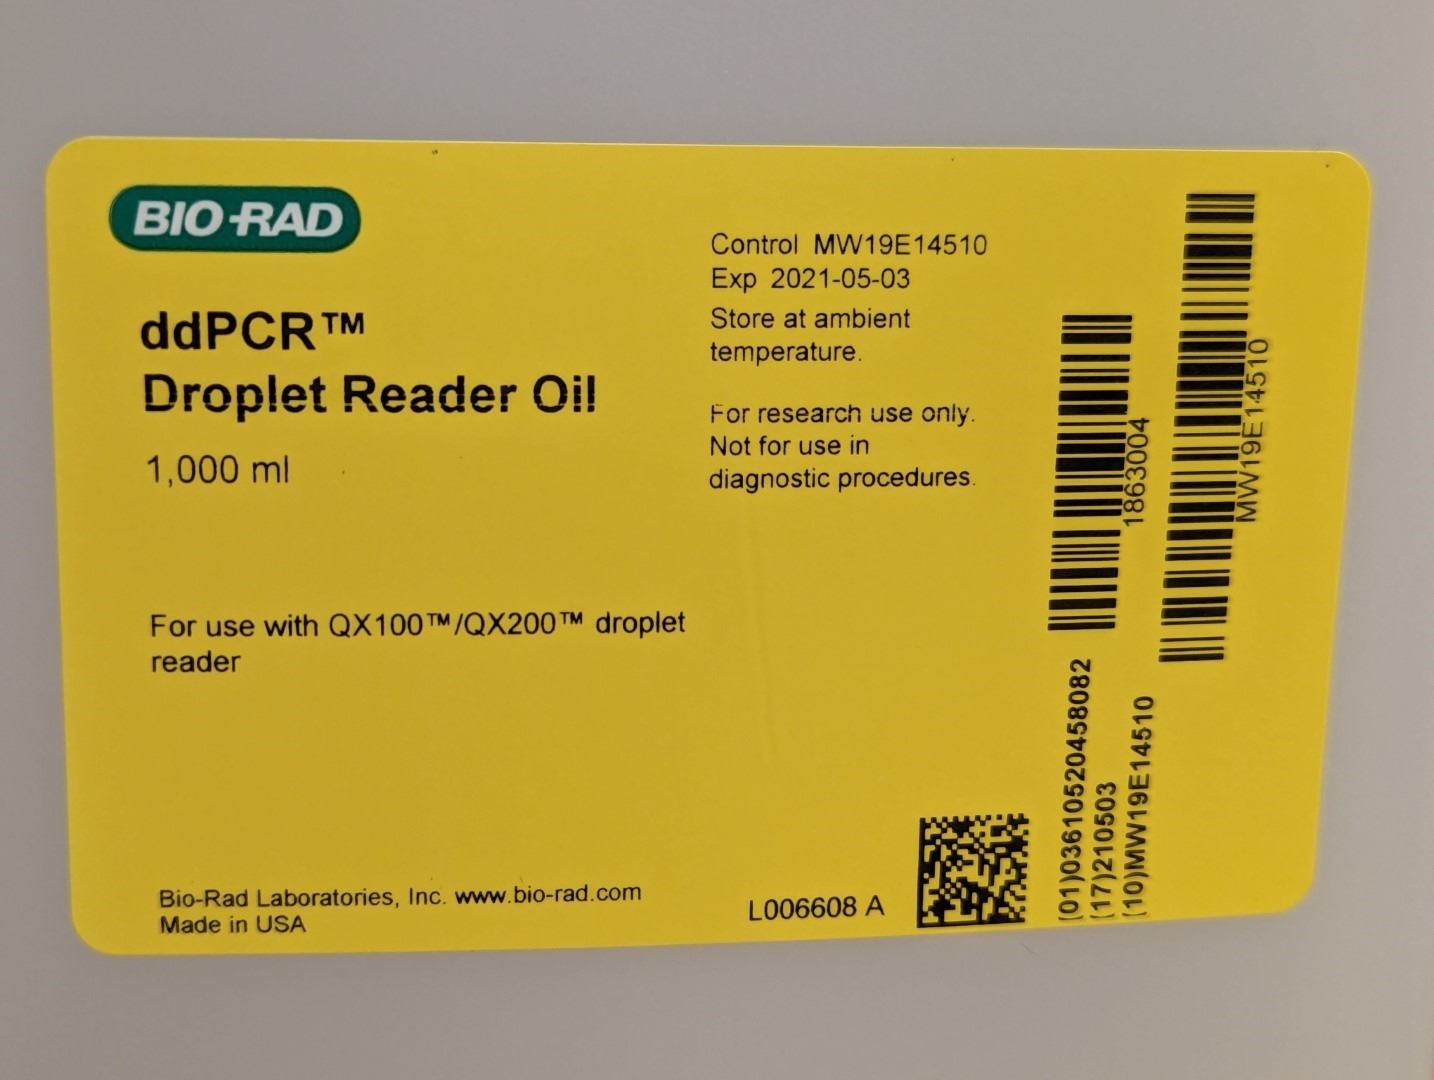 BIO-RAD
ddPCR™
Droplet Reader Oil
1,000 ml
For use with QX100™/QX200™ droplet
reader
Bio-Rad Laboratories, Inc. www.bio-rad.com
Made in USA
Control MW19E14510
Exp 2021-05-03
Store at ambient
temperature.
For research use only.
Not for use in
diagnostic procedures.
L006608 A
1863004
MW19E14510
(01)03610520458082
(17)210503
(10)MW19E14510